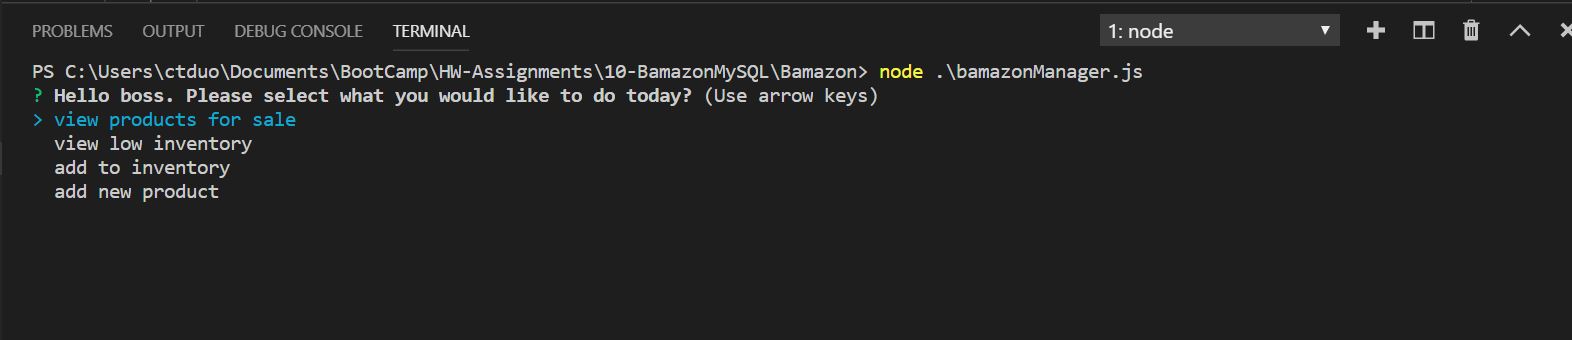 PROBLEMS OUTPUT DEBUG CONSOLE TERMINAL 1: node
PS C:\Users\ctduo\Documents\BootCamp\HW-Assignments\10-BamazonMySQL\Bamazon> node .\bamazonManager.js
? Hello boss. Please select what you would like to do today? (Use arrow keys)
> view products for sale
view low inventory
add to inventory
add new product